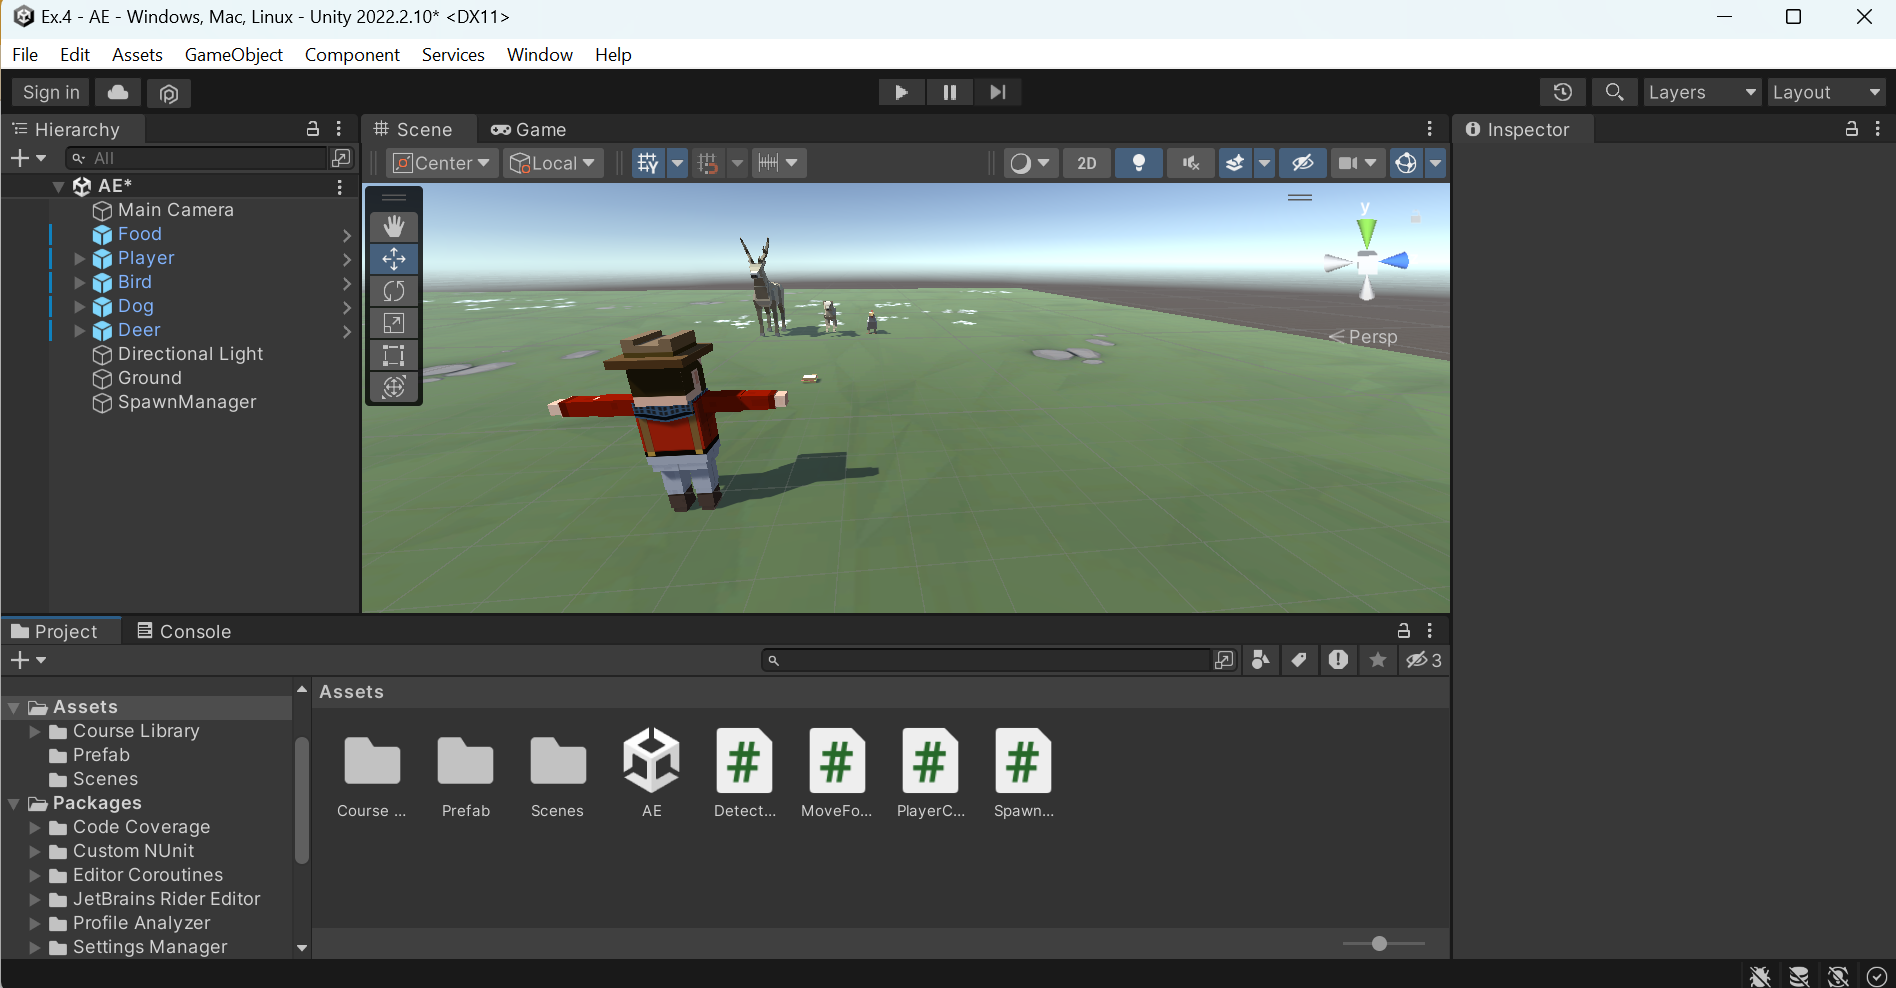 Ex.4 - AE - Windows, Mac, Linux - Unity 2022.2.10* <DX11>
File Edit Assets GameObject Component Services Window Help
Sign in
Layers
Layout
Hierarchy
All
AE*
Main Camera
Food
Player
Bird
Dog
Deer
Directional Light
Ground
SpawnManager
Scene
Game
Center
Local
2D
y
Persp
Inspector
Project
Console
3
Assets
Course Library
Prefab
Scenes
Packages
Code Coverage
Custom NUnit
Editor Coroutines
JetBrains Rider Editor
Profile Analyzer
Settings Manager
Assets
Course ...
Prefab
Scenes
AE
Detect...
MoveFo...
PlayerC...
Spawn...